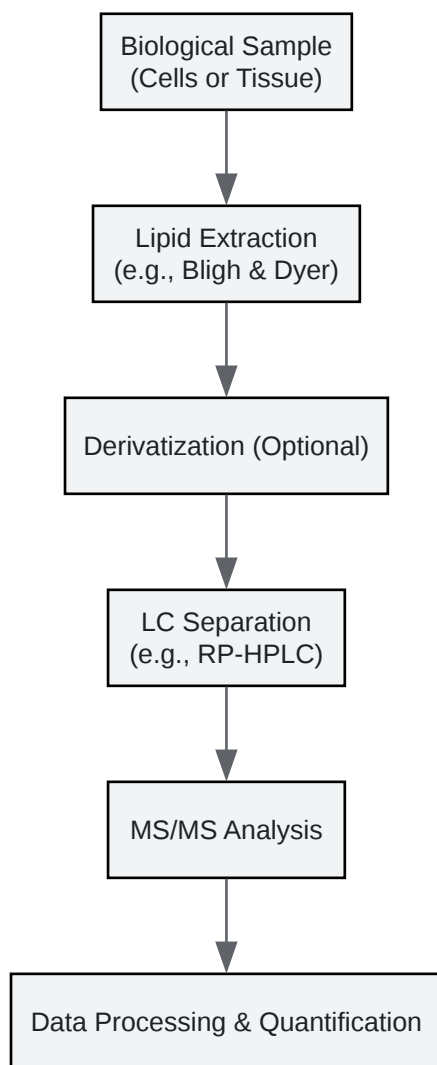 Biological Sample
(Cells or Tissue)
Lipid Extraction
(e.g., Bligh & Dyer)
Derivatization (Optional)
LC Separation
(e.g., RP-HPLC)
MS/MS Analysis
Data Processing & Quantification